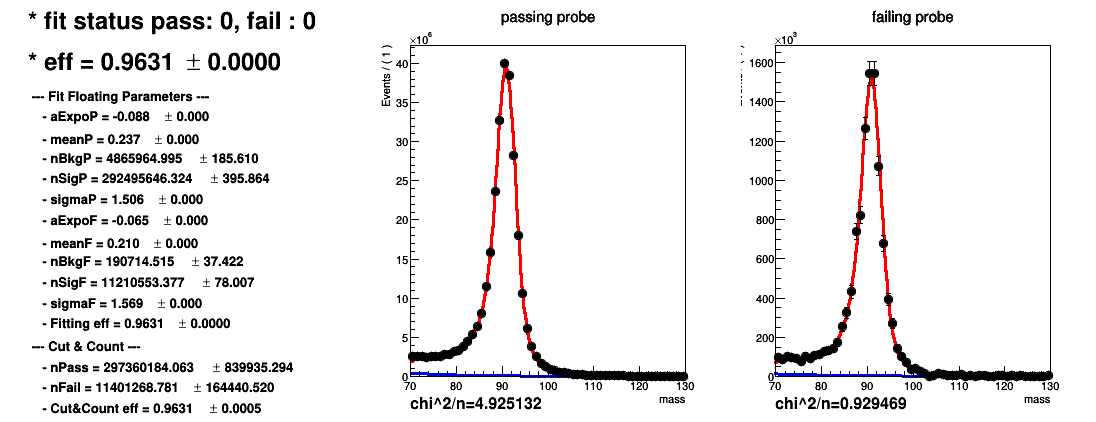 * fit status pass: 0, fail : 0
* eff = 0.9631 ± 0.0000
--- Fit Floating Parameters ---
- aExpoP = -0.088 ± 0.000
- meanP = 0.237 ± 0.000
- nBkgP = 4865964.995 ± 185.610
- nSigP = 292495646.324 ± 395.864
- sigmaP = 1.506 ± 0.000
- aExpoF = -0.065 ± 0.000
- meanF = 0.210 ± 0.000
- nBkgF = 190714.515 ± 37.422
- nSigF = 11210553.377 ± 78.007
- sigmaF = 1.569 ± 0.000
- Fitting eff = 0.9631 ± 0.0000
--- Cut & Count ---
- nPass = 297360184.063 ± 839935.294
- nFail = 11401268.781 ± 164440.520
- Cut&Count eff = 0.9631 ± 0.0005
passing probe
×10⁶
Events / ( 1 )
40
35
30
25
20
15
10
5
0
70 80 90 100 110 120 130
mass
chi^2/n=4.925132
failing probe
×10³
1600
1400
1200
1000
800
600
400
200
0
70 80 90 100 110 120 130
mass
chi^2/n=0.929469